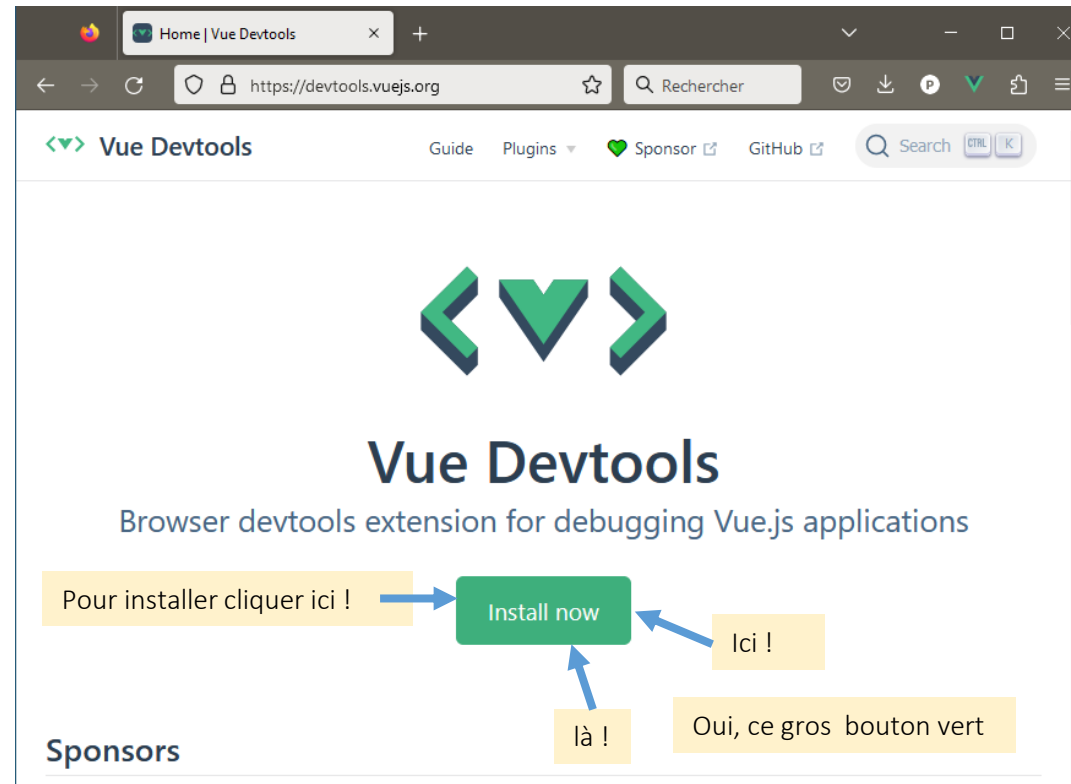 Home | Vue Devtools
https://devtools.vuejs.org
Rechercher
P
Vue Devtools
Guide
Plugins
Sponsor
GitHub
Search CTRL K
Vue Devtools
Browser devtools extension for debugging Vue.js applications
Pour installer cliquer ici !
Install now
Ici !
là !
Oui, ce gros bouton vert
Sponsors